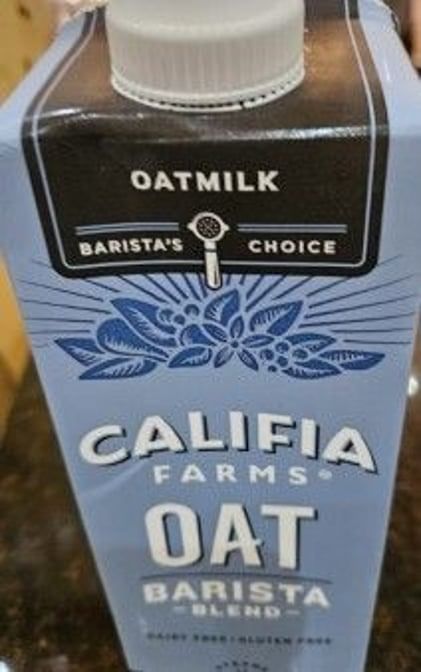 OATMILK
BARISTA'S CHOICE
CALIFIA
FARMS®
OAT
BARISTA
BLEND
DAIRY FREE • GLUTEN FREE